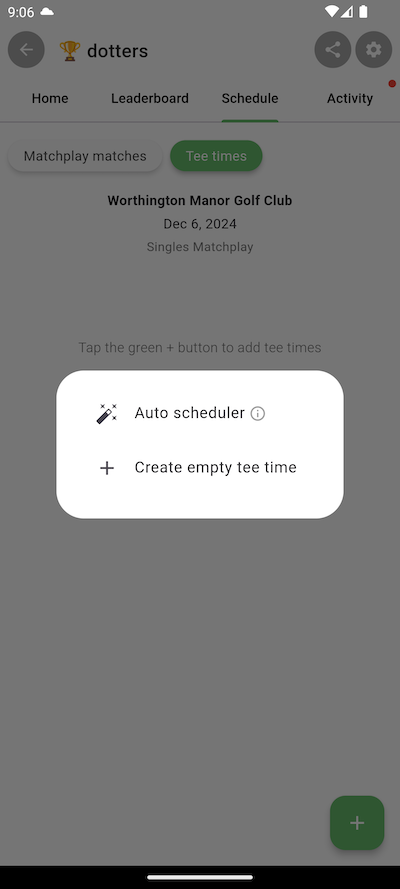 9:06
dotters
Home Leaderboard Schedule Activity
Matchplay matches Tee times
Worthington Manor Golf Club
Dec 6, 2024
Singles Matchplay
Tap the green + button to add tee times
Auto scheduler
Create empty tee time